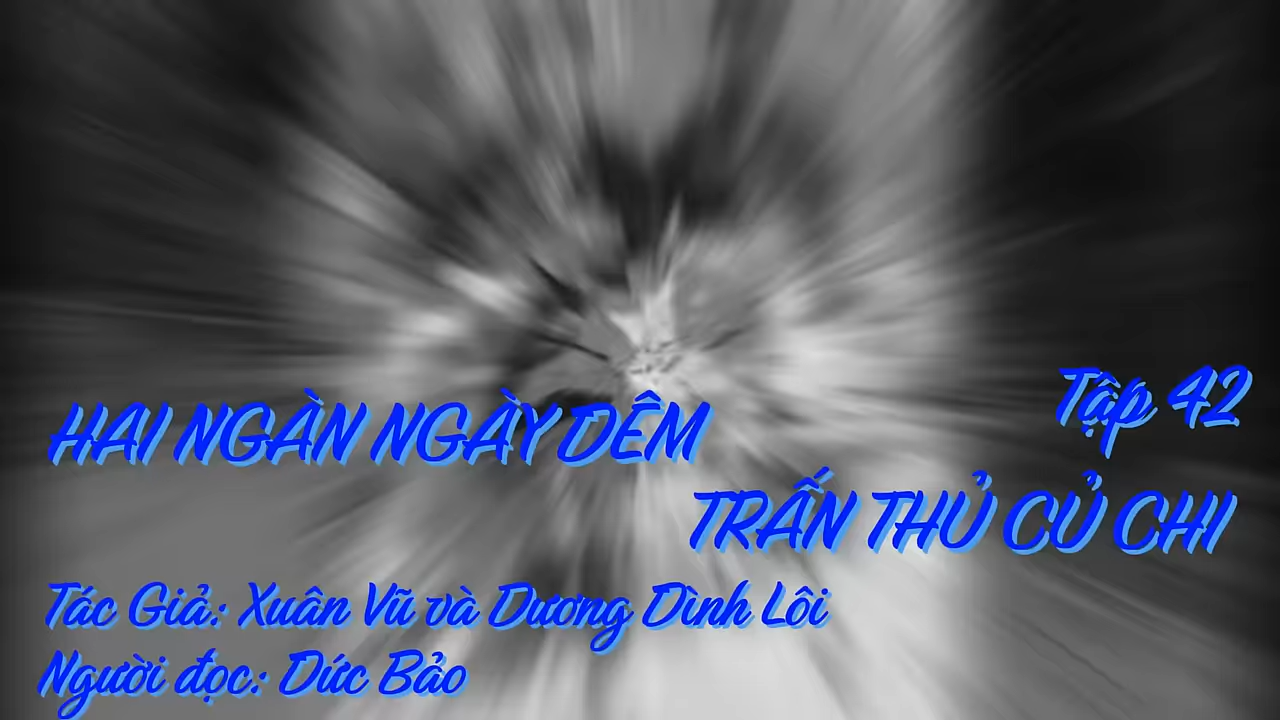 Tập 42
HAI NGÀN NGÀY ĐÊM
TRẤN THỦ CỦ CHI
Tác Giả: Xuân Vũ và Dương Đình Lôi
Người đọc: Đức Bảo